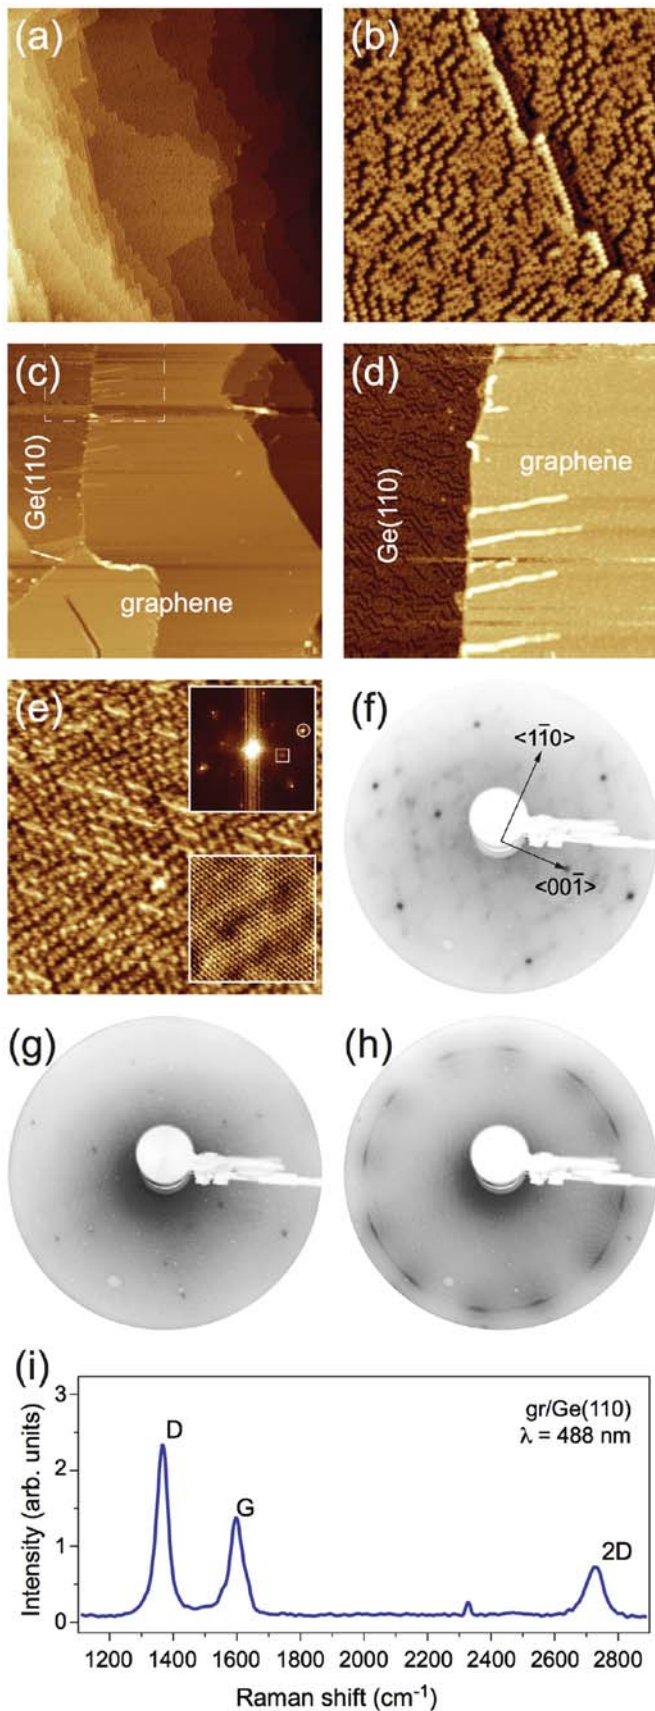 (a)
(b)
(c)
Ge(110)
graphene
(d)
Ge(110)
graphene
(e)
(f)
<11̅0>
<001̅>
(g)
(h)
(i)
3
2
1
0
Intensity (arb. units)
D
G
2D
gr/Ge(110)
λ = 488 nm
1200 1400 1600 1800 2000 2200 2400 2600 2800
Raman shift (cm⁻¹)